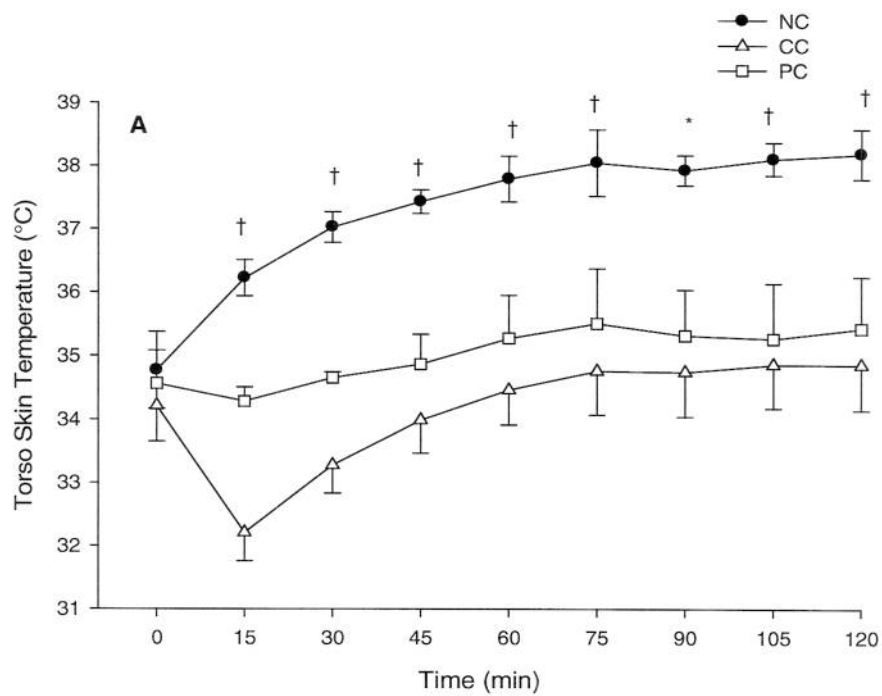 NC
CC
PC
A
Torso Skin Temperature (°C)
39
38
37
36
35
34
33
32
31
† † † † † † * † †
0 15 30 45 60 75 90 105 120
Time (min)